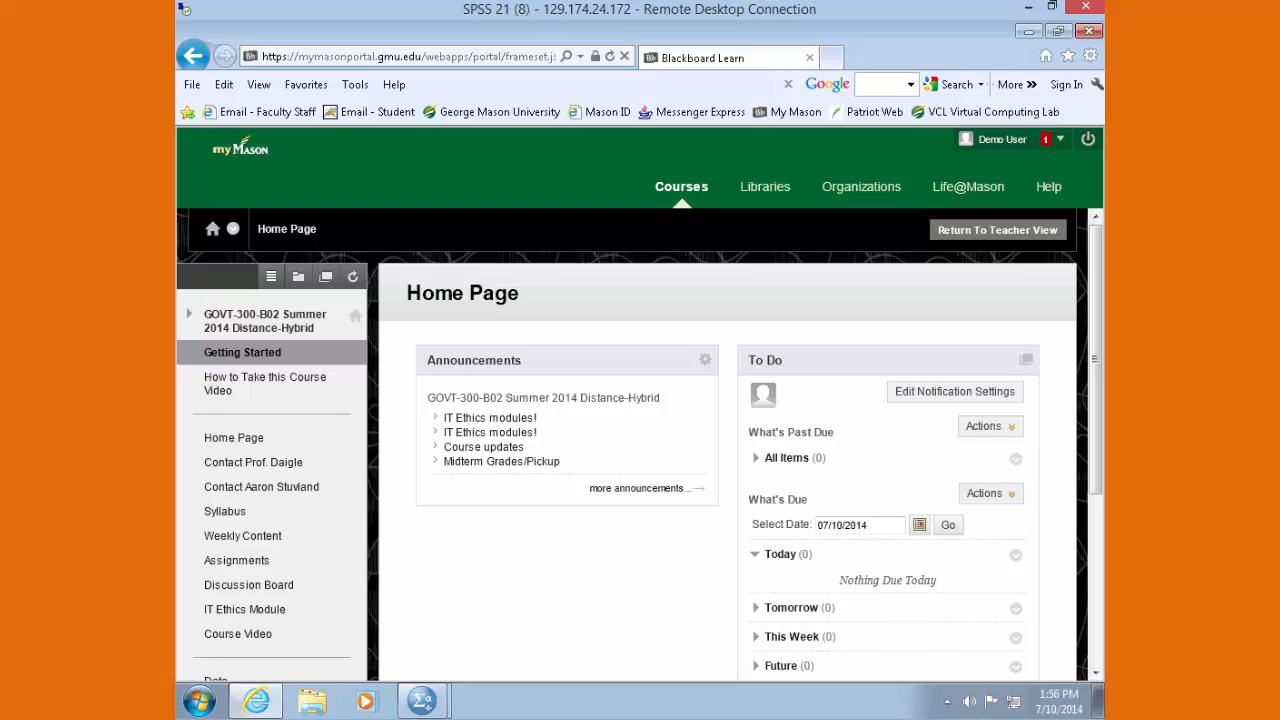 SPSS 21 (8) - 129.174.24.172 - Remote Desktop Connection
https://mymasonportal.gmu.edu/webapps/portal/frameset.j:
Blackboard Learn
File Edit View Favorites Tools Help
Google Search More » Sign In
Email - Faculty Staff Email - Student George Mason University Mason ID Messenger Express My Mason Patriot Web VCL Virtual Computing Lab
myMASON
Demo User 1
Courses Libraries Organizations Life@Mason Help
Home Page
Return To Teacher View
GOVT-300-B02 Summer
2014 Distance-Hybrid
Getting Started
How to Take this Course
Video
Home Page
Contact Prof. Daigle
Contact Aaron Stuvland
Syllabus
Weekly Content
Assignments
Discussion Board
IT Ethics Module
Course Video
Home Page
Announcements
GOVT-300-B02 Summer 2014 Distance-Hybrid
IT Ethics modules!
IT Ethics modules!
Course updates
Midterm Grades/Pickup
more announcements...
To Do
Edit Notification Settings
What's Past Due
Actions
All Items (0)
What's Due
Actions
Select Date: 07/10/2014 Go
Today (0)
Nothing Due Today
Tomorrow (0)
This Week (0)
Future (0)
1:56 PM
7/10/2014